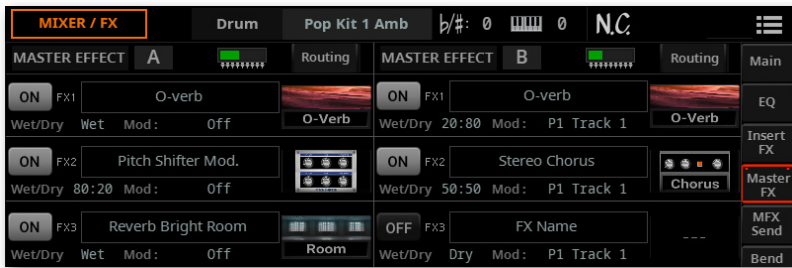 MIXER / FX Drum Pop Kit 1 Amb ♭/#: 0 0 N.C.
MASTER EFFECT A Routing MASTER EFFECT B Routing Main
ON FX1 O-verb O-Verb ON FX1 O-verb O-Verb EQ
Wet/Dry Wet Mod: Off Wet/Dry 20:80 Mod: P1 Track 1 Insert FX
ON FX2 Pitch Shifter Mod. ON FX2 Stereo Chorus Chorus Master FX
Wet/Dry 80:20 Mod: Off Wet/Dry 50:50 Mod: P1 Track 1
ON FX3 Reverb Bright Room Room OFF FX3 FX Name --- MFX Send
Wet/Dry Wet Mod: Off Wet/Dry Dry Mod: P1 Track 1 Bend